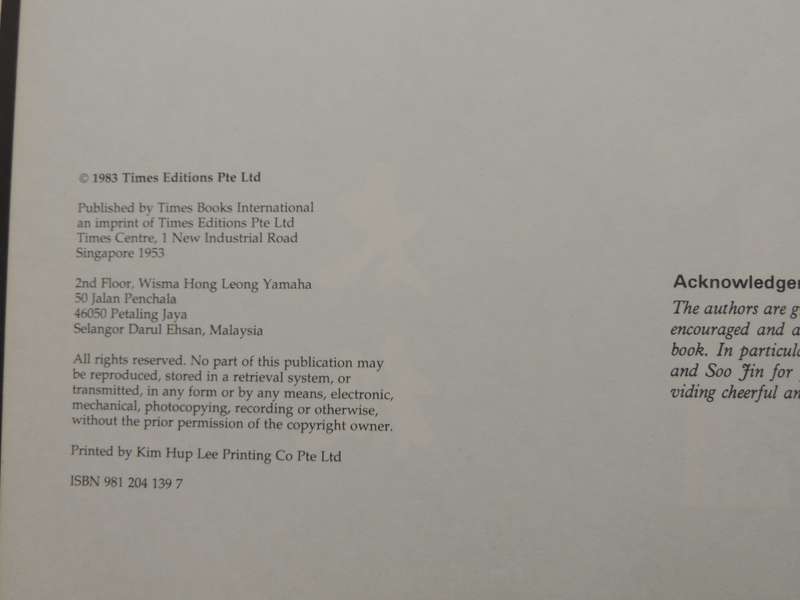 © 1983 Times Editions Pte Ltd
Published by Times Books International
an imprint of Times Editions Pte Ltd
Times Centre, 1 New Industrial Road
Singapore 1953
2nd Floor, Wisma Hong Leong Yamaha
50 Jalan Penchala
46050 Petaling Jaya
Selangor Darul Ehsan, Malaysia
All rights reserved. No part of this publication may
be reproduced, stored in a retrieval system, or
transmitted, in any form or by any means, electronic,
mechanical, photocopying, recording or otherwise,
without the prior permission of the copyright owner.
Printed by Kim Hup Lee Printing Co Pte Ltd
ISBN 981 204 139 7
The authors are
encouraged and
book. In
and Soo Jin for
viding cheerful